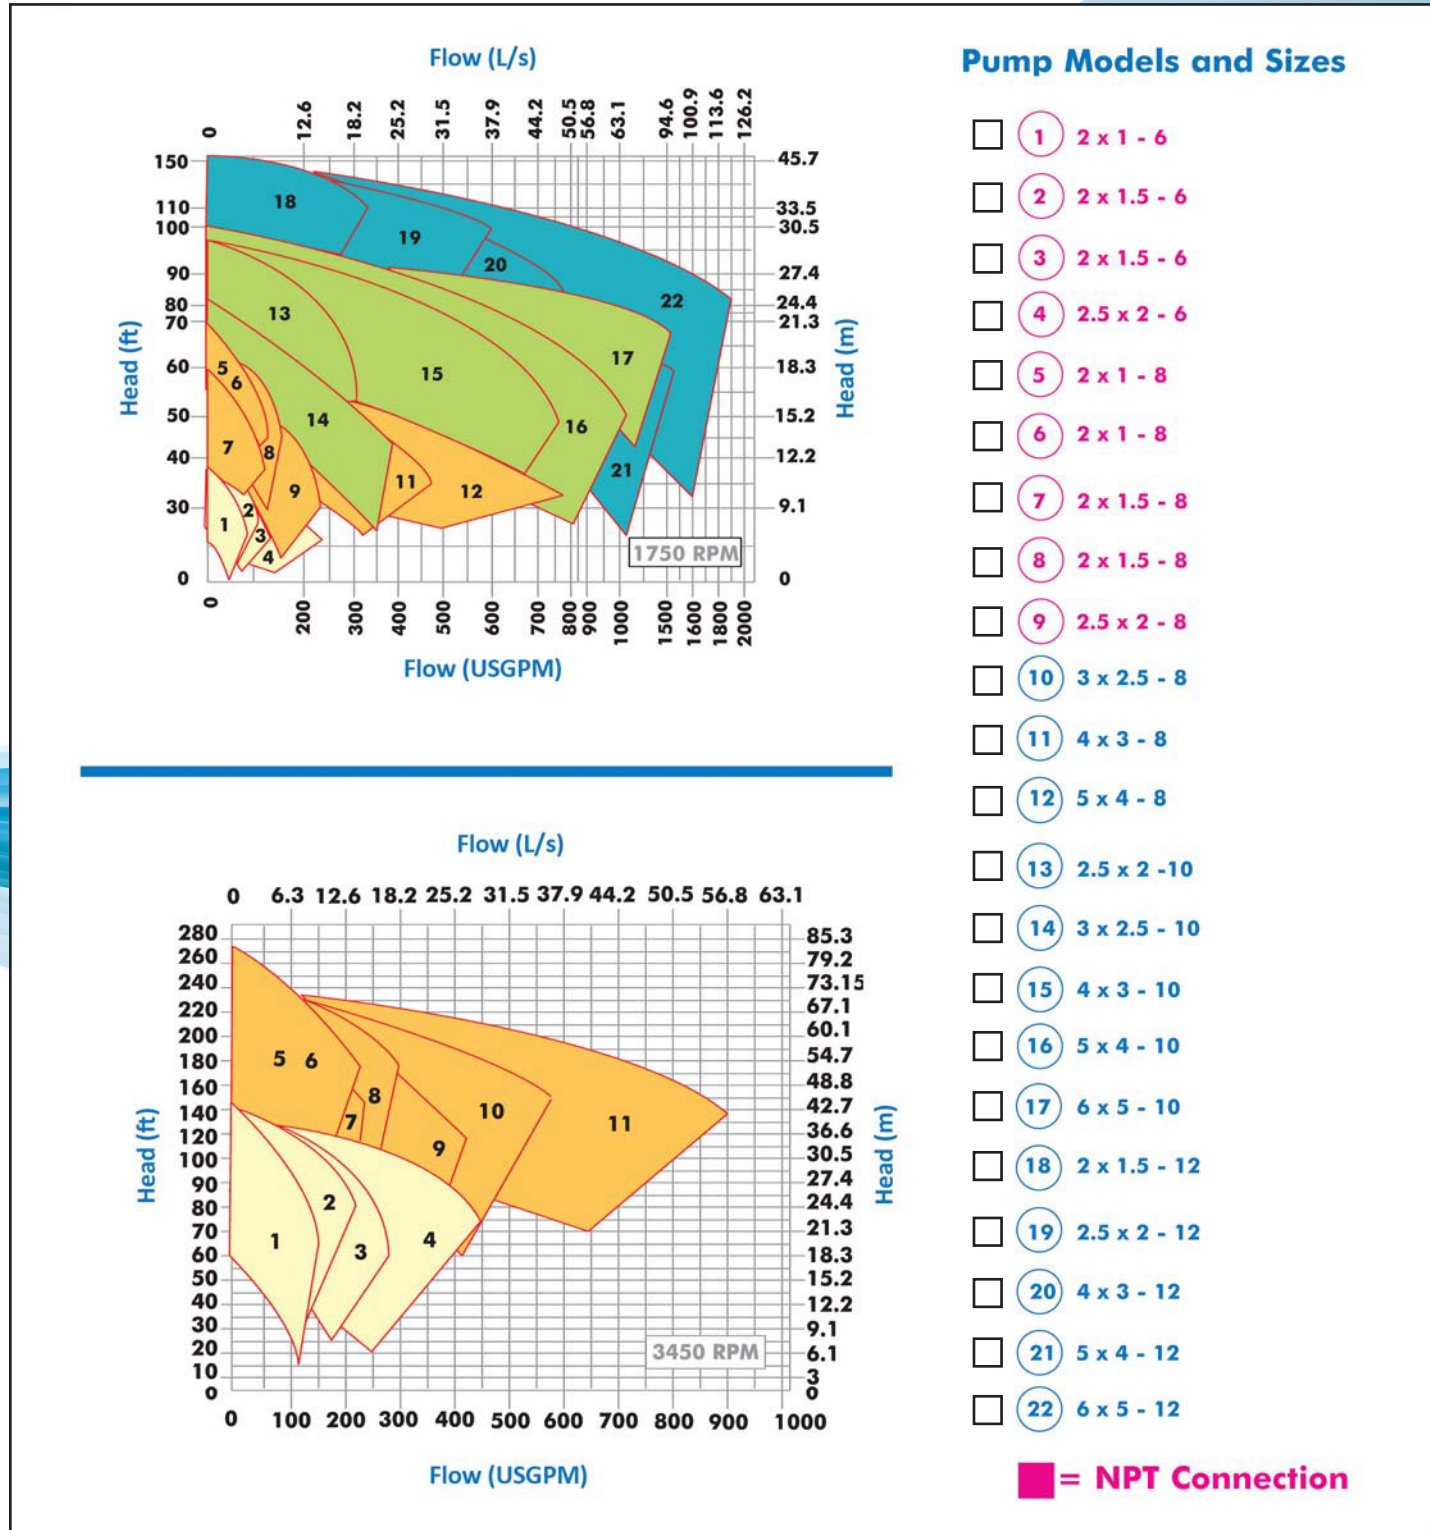 Flow (L/s)
0 12.6 18.2 25.2 31.5 37.9 44.2 50.5 56.8 63.1 94.6 100.9 113.6 126.2
150 45.7
110 33.5
100 30.5
90 27.4
80 24.4
70 21.3
60 18.3
50 15.2
40 12.2
30 9.1
0 0
Head (ft)
Head (m)
18
19
20
22
13
17
5
15
6
14
16
7
8
21
11
9
12
2
1
3
4
1750 RPM
0 200 300 400 500 600 700 800 900 1000 1500 1600 1800 2000
Flow (USGPM)
Flow (L/s)
0 6.3 12.6 18.2 25.2 31.5 37.9 44.2 50.5 56.8 63.1
280 85.3
260 79.2
240 73.15
220 67.1
200 60.1
180 54.7
160 48.8
140 42.7
120 36.6
100 30.5
90 27.4
80 24.4
70 21.3
60 18.3
50 15.2
40 12.2
30 9.1
20 6.1
10 3
0 0
Head (ft)
Head (m)
5 6
8
10
7
11
9
2
1
3
4
3450 RPM
0 100 200 300 400 500 600 700 800 900 1000
Flow (USGPM)
Pump Models and Sizes
1 2 x 1 - 6
2 2 x 1.5 - 6
3 2 x 1.5 - 6
4 2.5 x 2 - 6
5 2 x 1 - 8
6 2 x 1 - 8
7 2 x 1.5 - 8
8 2 x 1.5 - 8
9 2.5 x 2 - 8
10 3 x 2.5 - 8
11 4 x 3 - 8
12 5 x 4 - 8
13 2.5 x 2 -10
14 3 x 2.5 - 10
15 4 x 3 - 10
16 5 x 4 - 10
17 6 x 5 - 10
18 2 x 1.5 - 12
19 2.5 x 2 - 12
20 4 x 3 - 12
21 5 x 4 - 12
22 6 x 5 - 12
= NPT Connection